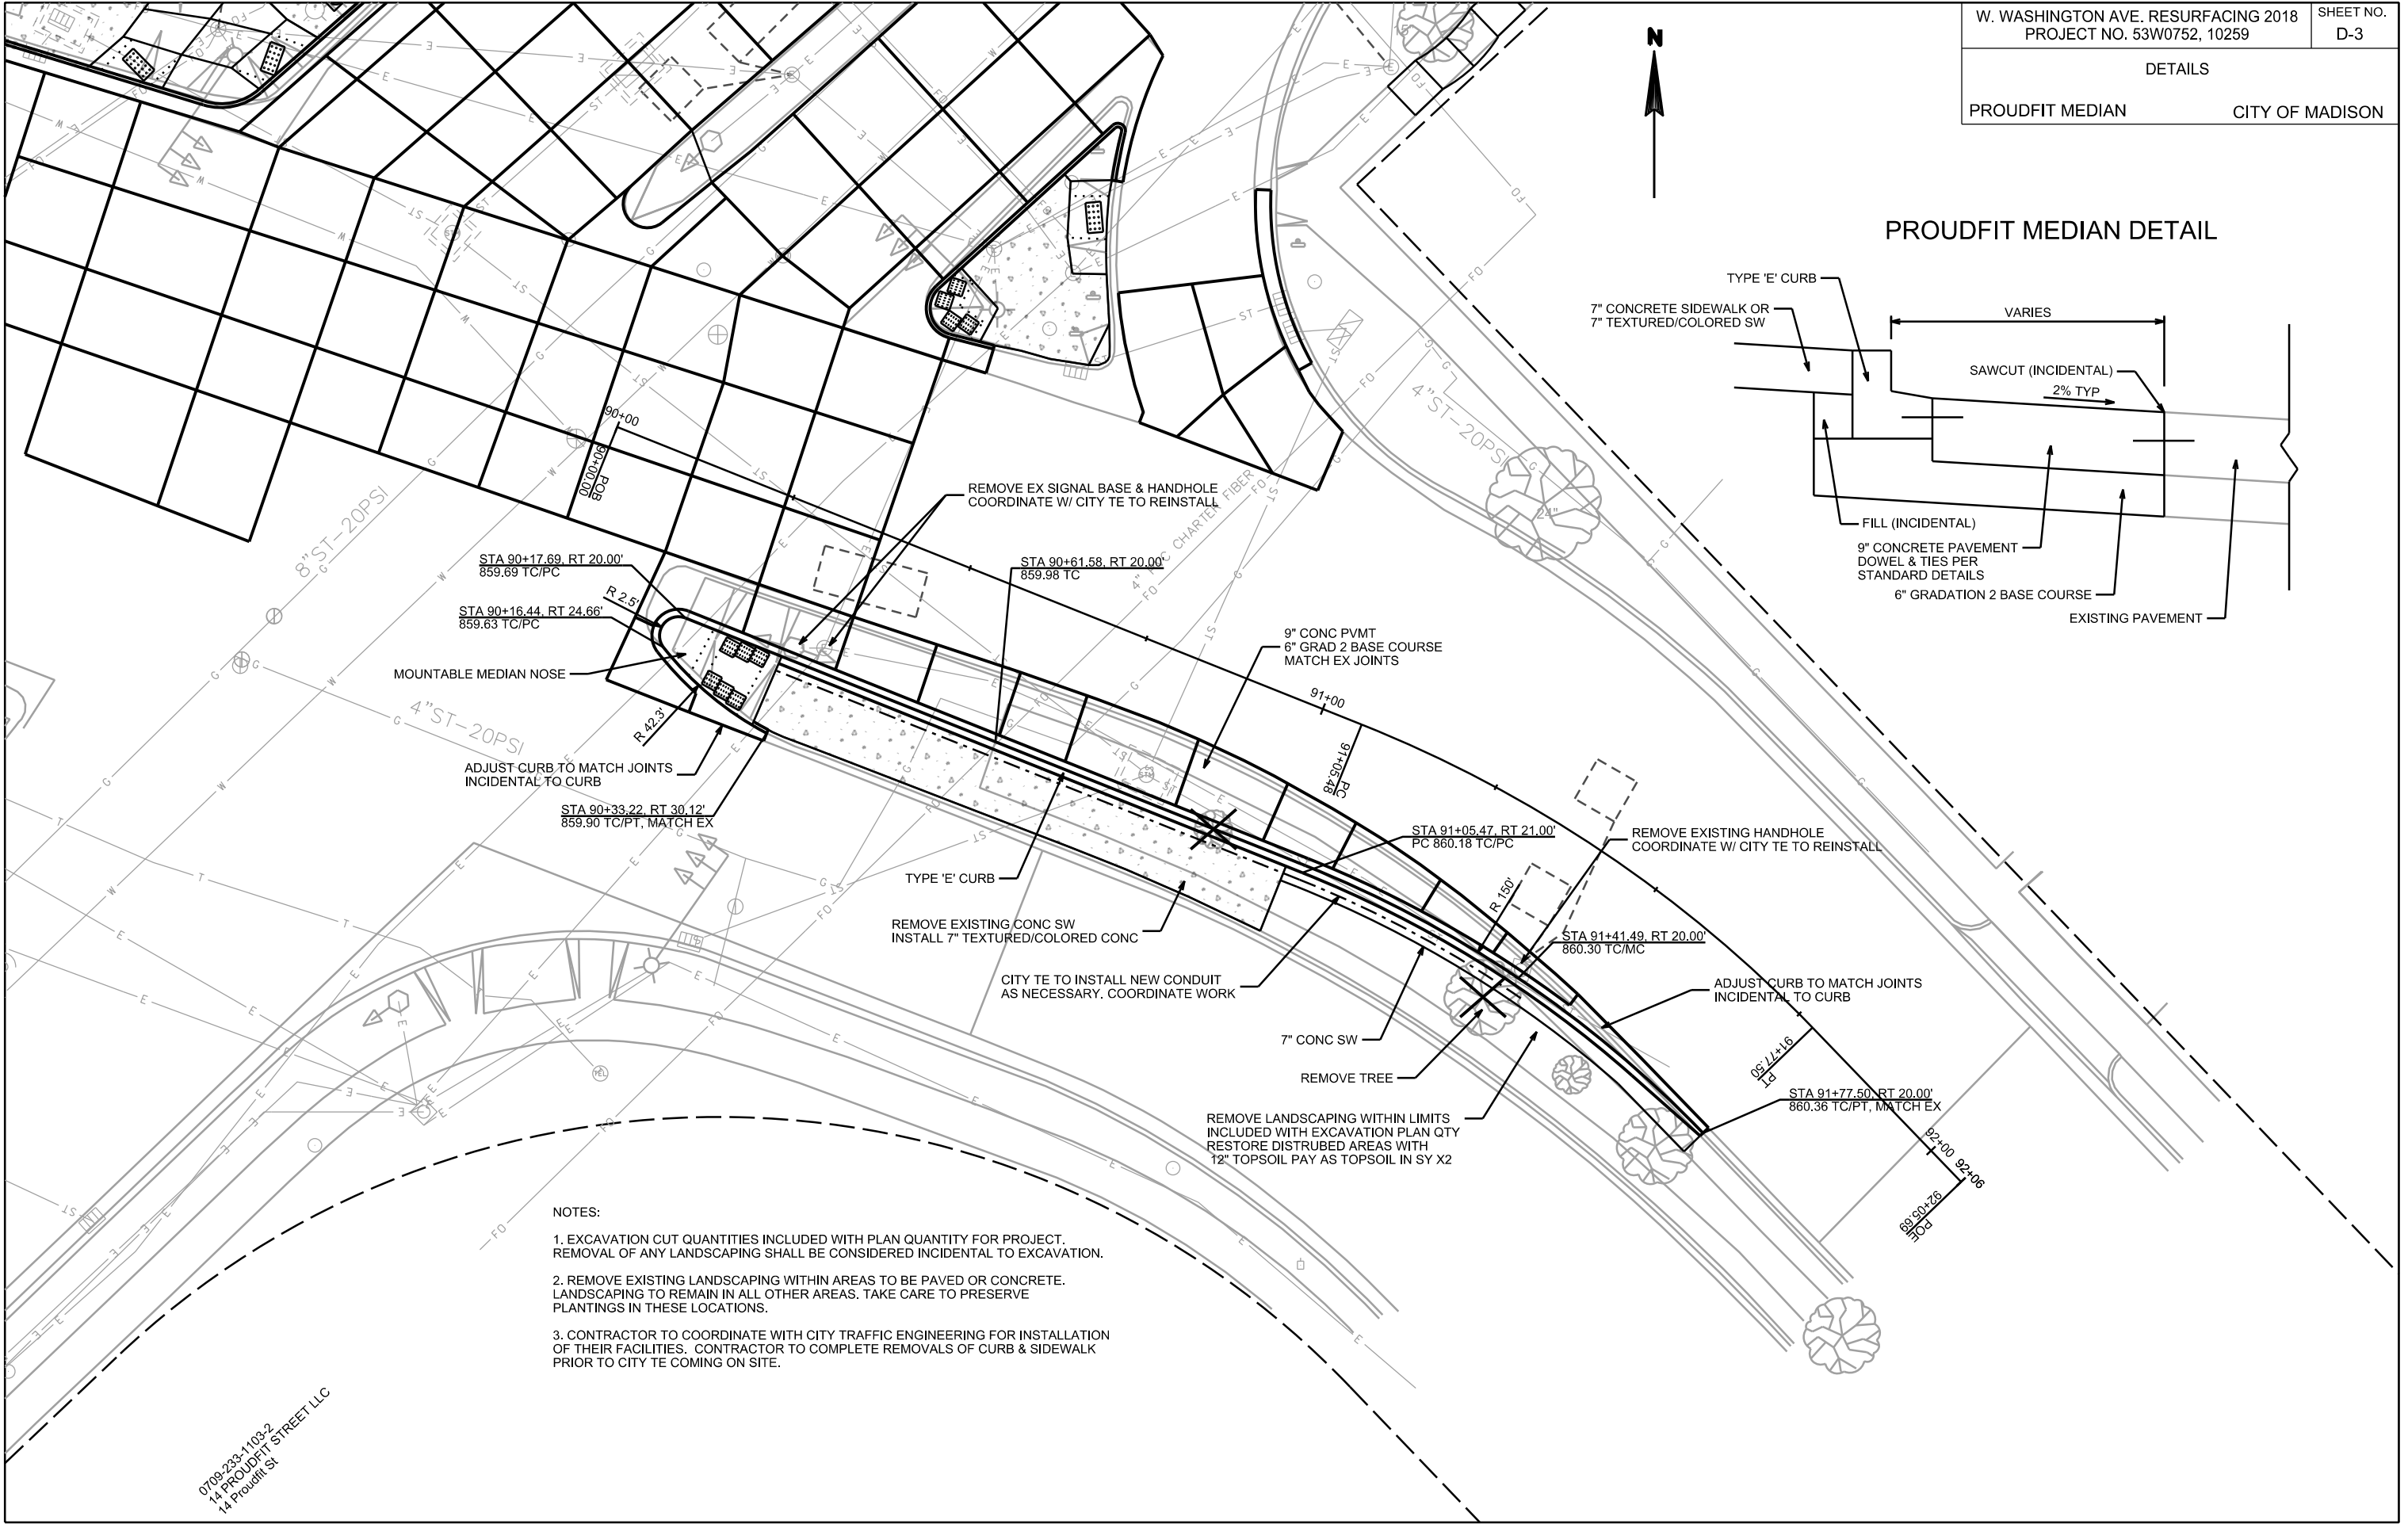 W. WASHINGTON AVE. RESURFACING 2018
PROJECT NO. 53W0752, 10259
SHEET NO.
D-3
DETAILS
PROUDFIT MEDIAN
CITY OF MADISON
N
PROUDFIT MEDIAN DETAIL
TYPE 'E' CURB
7" CONCRETE SIDEWALK OR
7" TEXTURED/COLORED SW
VARIES
SAWCUT (INCIDENTAL)
2% TYP
FILL (INCIDENTAL)
9" CONCRETE PAVEMENT
DOWEL & TIES PER
STANDARD DETAILS
6" GRADATION 2 BASE COURSE
EXISTING PAVEMENT
90+00
90+00.00
POB
REMOVE EX SIGNAL BASE & HANDHOLE
COORDINATE W/ CITY TE TO REINSTALL
8"ST-20PSI
4"ST-20PSI
4"ST-20PSI
24"
STA 90+17.69, RT 20.00'
859.69 TC/PC
R 2.5'
STA 90+16.44, RT 24.66'
859.63 TC/PC
MOUNTABLE MEDIAN NOSE
R 42.3'
ADJUST CURB TO MATCH JOINTS
INCIDENTAL TO CURB
STA 90+33.22, RT 30.12'
859.90 TC/PT, MATCH EX
STA 90+61.58, RT 20.00'
859.98 TC
9" CONC PVMT
6" GRAD 2 BASE COURSE
MATCH EX JOINTS
91+00
91+05.48
PC
STA 91+05.47, RT 21.00'
PC 860.18 TC/PC
REMOVE EXISTING HANDHOLE
COORDINATE W/ CITY TE TO REINSTALL
R 150'
STA 91+41.49, RT 20.00'
860.30 TC/MC
TYPE 'E' CURB
REMOVE EXISTING CONC SW
INSTALL 7" TEXTURED/COLORED CONC
CITY TE TO INSTALL NEW CONDUIT
AS NECESSARY. COORDINATE WORK
ADJUST CURB TO MATCH JOINTS
INCIDENTAL TO CURB
7" CONC SW
REMOVE TREE
91+77.50
PT
STA 91+77.50, RT 20.00'
860.36 TC/PT, MATCH EX
REMOVE LANDSCAPING WITHIN LIMITS
INCLUDED WITH EXCAVATION PLAN QTY
RESTORE DISTRUBED AREAS WITH
12" TOPSOIL PAY AS TOPSOIL IN SY X2
92+00
92+06
92+05.69
POE
NOTES:
1. EXCAVATION CUT QUANTITIES INCLUDED WITH PLAN QUANTITY FOR PROJECT.
REMOVAL OF ANY LANDSCAPING SHALL BE CONSIDERED INCIDENTAL TO EXCAVATION.
2. REMOVE EXISTING LANDSCAPING WITHIN AREAS TO BE PAVED OR CONCRETE.
LANDSCAPING TO REMAIN IN ALL OTHER AREAS. TAKE CARE TO PRESERVE
PLANTINGS IN THESE LOCATIONS.
3. CONTRACTOR TO COORDINATE WITH CITY TRAFFIC ENGINEERING FOR INSTALLATION
OF THEIR FACILITIES. CONTRACTOR TO COMPLETE REMOVALS OF CURB & SIDEWALK
PRIOR TO CITY TE COMING ON SITE.
0709-233-1103-2
14 PROUDFIT STREET LLC
14 Proudfit St